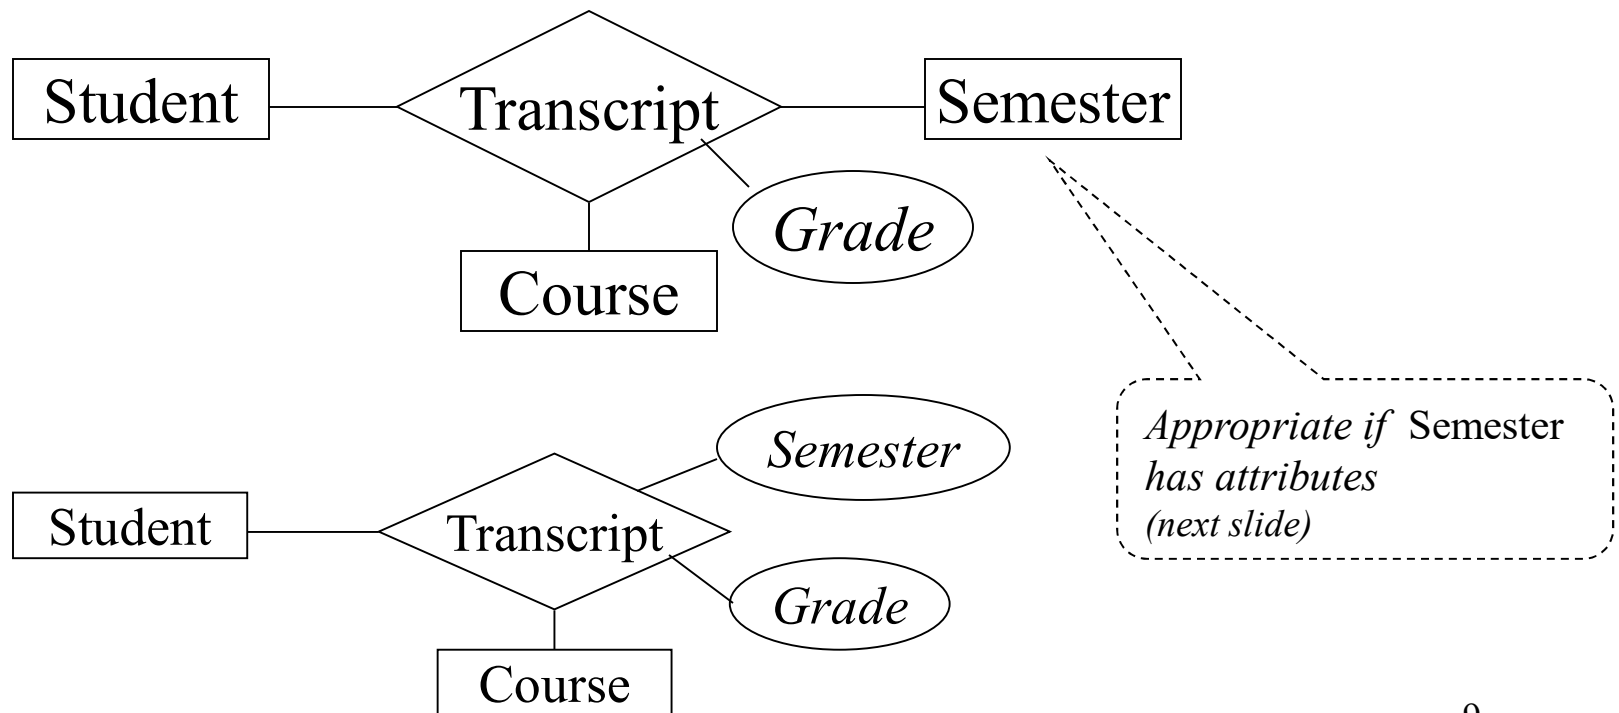 Student
Transcript
Semester
Grade
Course
Appropriate if Semester
has attributes
(next slide)
Semester
Student
Transcript
Grade
Course